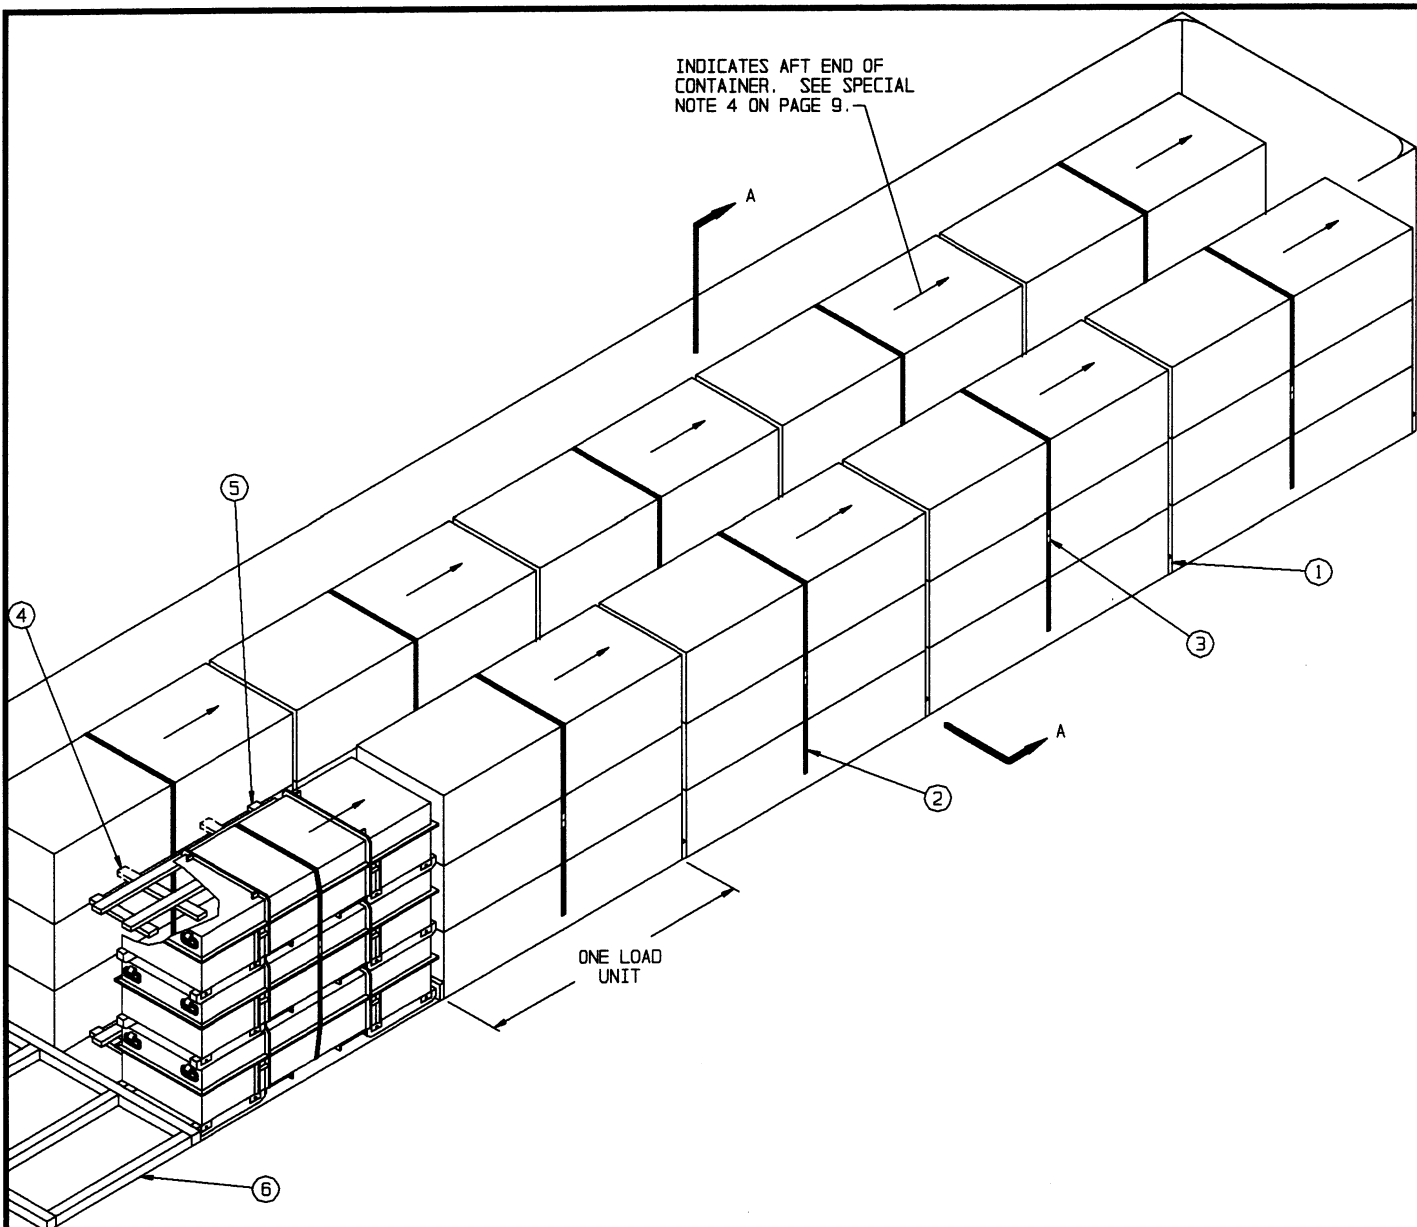 INDICATES AFT END OF
CONTAINER. SEE SPECIAL
NOTE 4 ON PAGE 9.
A
5
4
1
3
A
2
ONE LOAD
UNIT
6